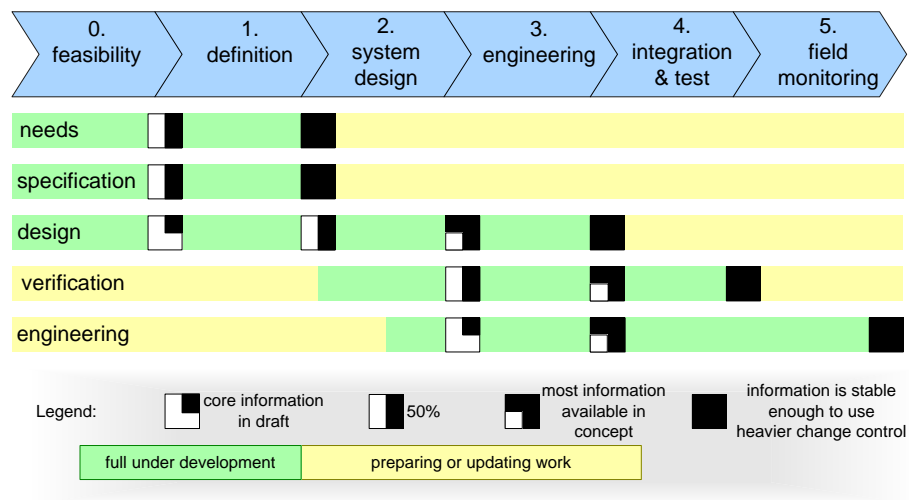 0.
feasibility
1.
definition
2.
system
design
3.
engineering
4.
integration
& test
5.
field
monitoring
needs
specification
design
verification
engineering
Legend:
core information
in draft
50%
most information
available in
concept
information is stable
enough to use
heavier change control
full under development
preparing or updating work